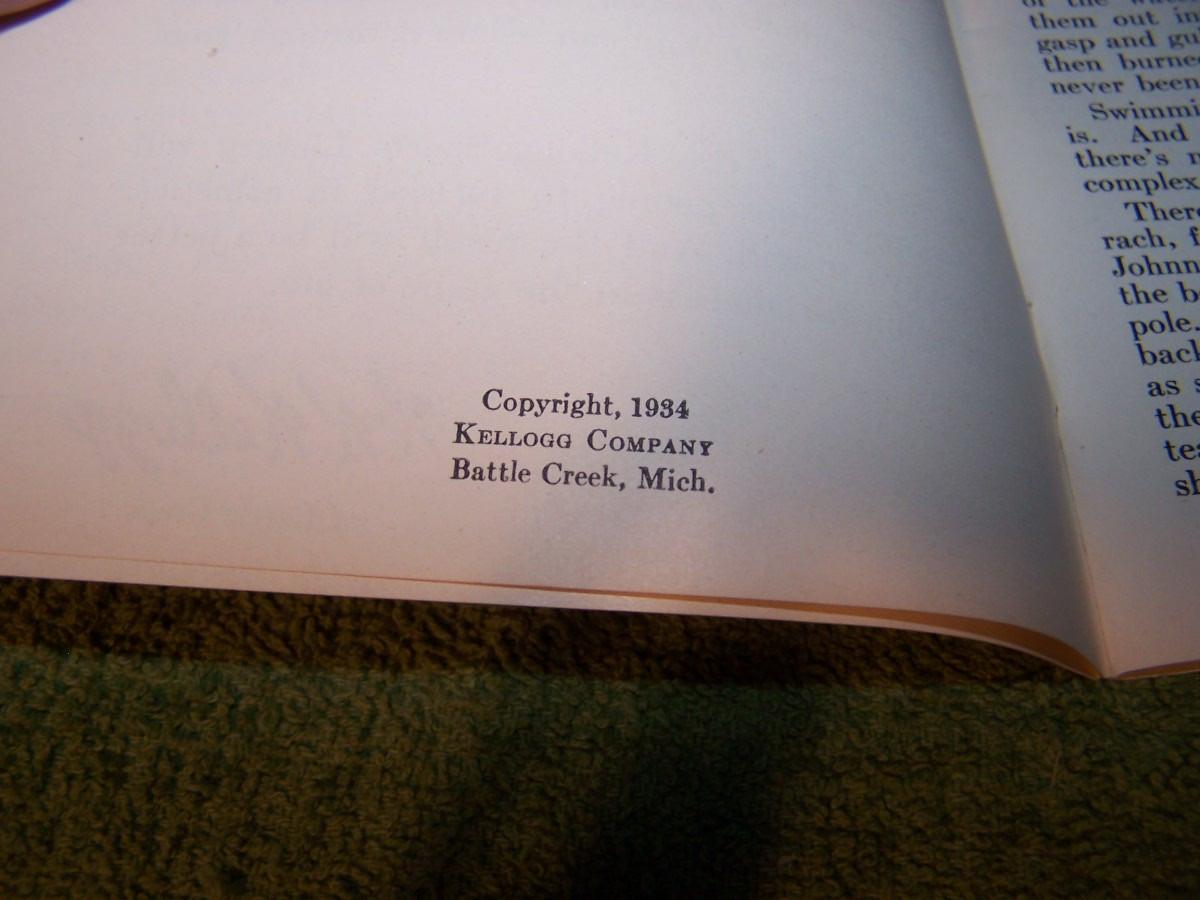 Copyright, 1934
KELLOGG COMPANY
Battle Creek, Mich.
them out in
gasp and gu
then burne
never been
Swimmi
is. And
there's n
complex
There
rach, f
Johnn
the b
pole.
back
as s
the
tea
sh